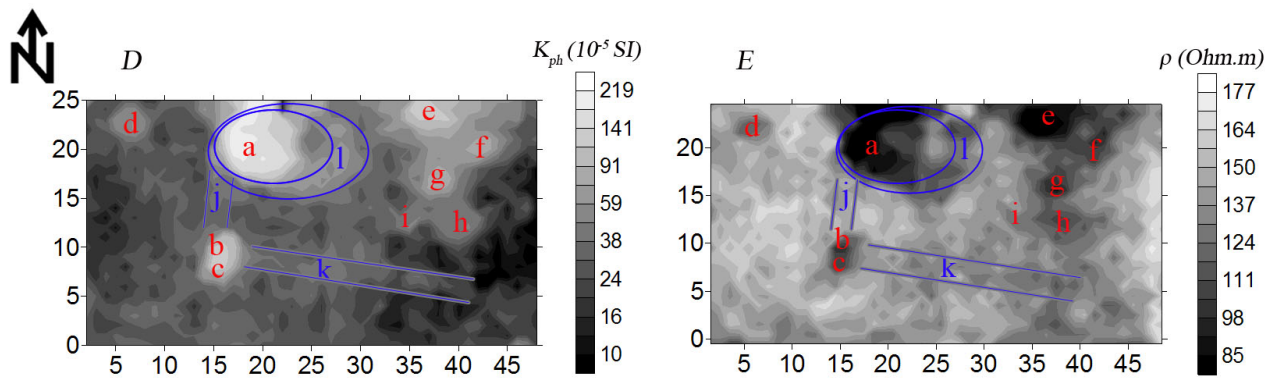 N
D
K_ph (10^-5 SI)
E
ρ (Ohm.m)
25
20
15
10
5
0
5 10 15 20 25 30 35 40 45
d
e
a
f
l
g
j
i
h
b
c
k
219
141
91
59
38
24
16
10
20
15
10
5
0
5 10 15 20 25 30 35 40 45
d
e
a
f
l
g
j
i
h
b
c
k
177
164
150
137
124
111
98
85